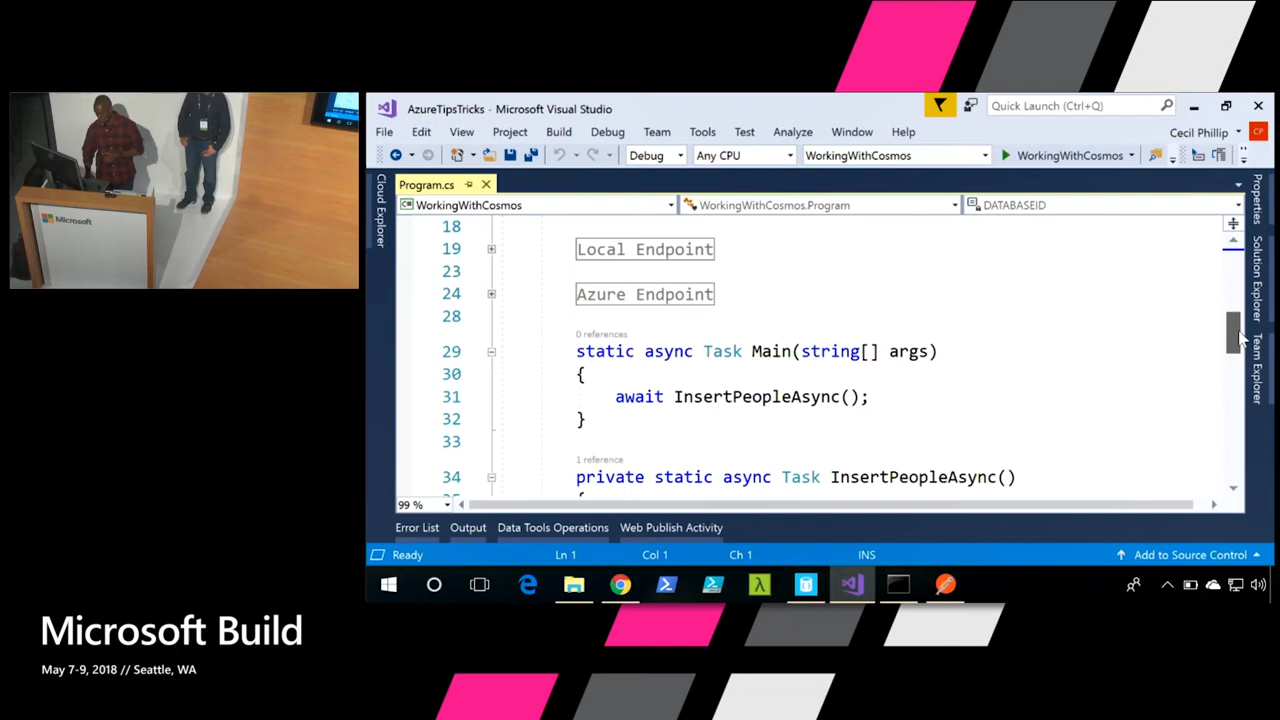 Microsoft
AzureTipsTricks - Microsoft Visual Studio
Quick Launch (Ctrl+Q)
File Edit View Project Build Debug Team Tools Test Analyze Window Help
Cecil Phillip CP
Debug Any CPU WorkingWithCosmos WorkingWithCosmos
Cloud Explorer
Program.cs
WorkingWithCosmos WorkingWithCosmos.Program DATABASEID
18
19 Local Endpoint
23
24 Azure Endpoint
28
0 references
29 static async Task Main(string[] args)
30 {
31 await InsertPeopleAsync();
32 }
33
1 reference
34 private static async Task InsertPeopleAsync()
99 %
Properties
Solution Explorer
Team Explorer
Error List Output Data Tools Operations Web Publish Activity
Ready Ln 1 Col 1 Ch 1 INS Add to Source Control
Microsoft Build
May 7-9, 2018 // Seattle, WA